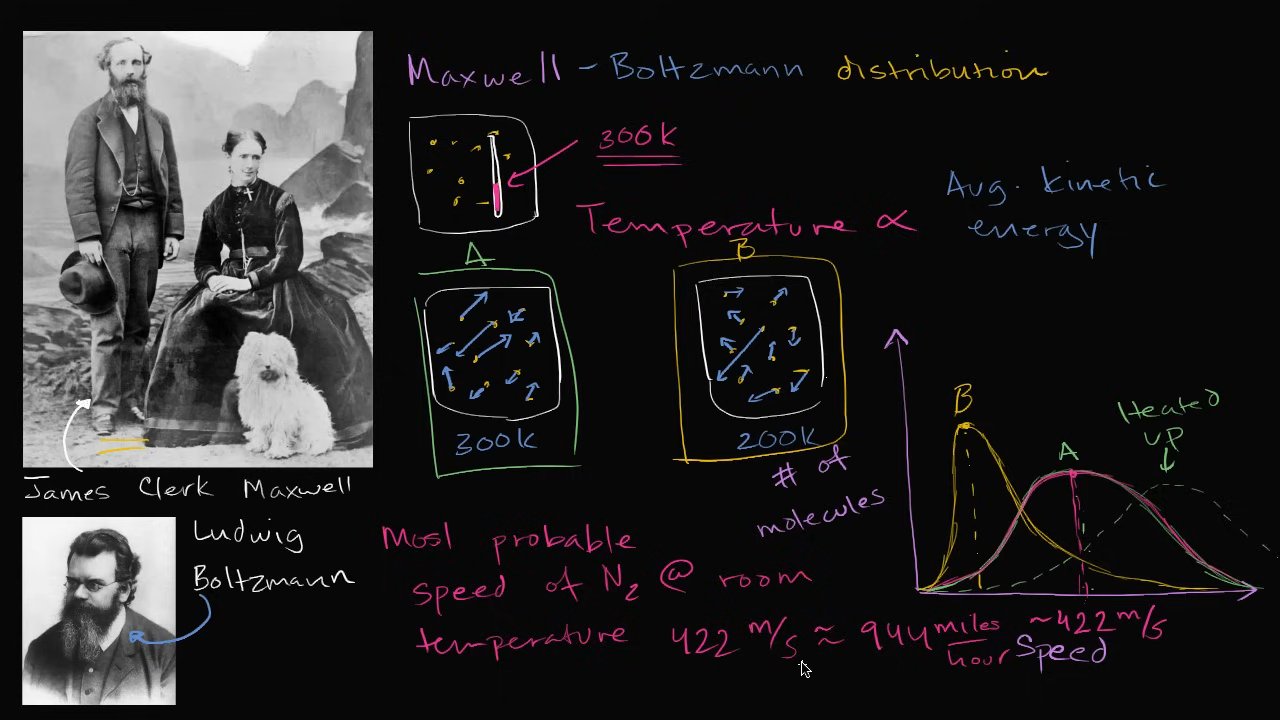 Maxwell - Boltzmann distribution
300K
Temperature ∝ Avg. kinetic
energy
A
B
300K
200K
James Clerk Maxwell
Ludwig
Boltzmann
Most probable
speed of N₂ @ room
temperature 422 m/s ≈ 944 miles/hour
# of
molecules
B
A
Heated
up
~422 m/s
Speed